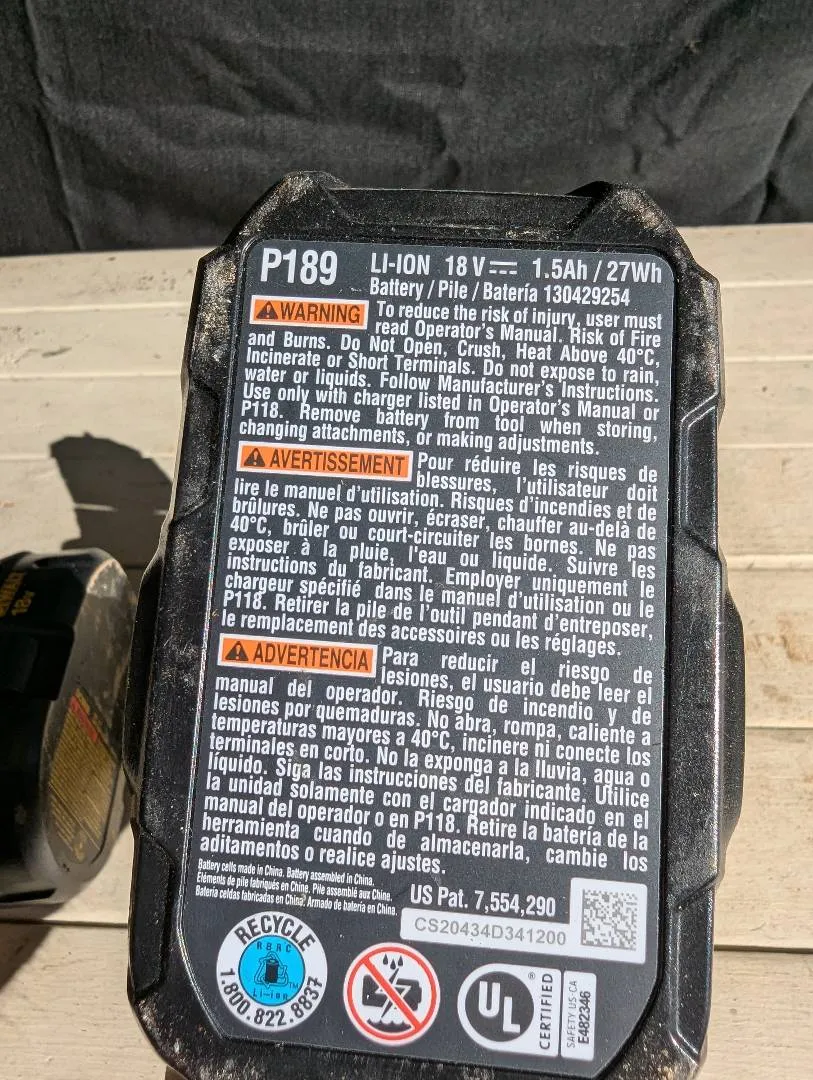 P189
LI-ION 18 V 1.5Ah / 27Wh
Battery / Pile / Batería 130429254
WARNING To reduce the risk of injury, user must
read Operator's Manual. Risk of Fire
and Burns. Do Not Open, Crush, Heat Above 40°C,
Incinerate or Short Terminals. Do not expose to rain,
water or liquids. Follow Manufacturer's Instructions.
Use only with charger listed in Operator's Manual or
P118. Remove battery from tool when storing,
changing attachments, or making adjustments.
AVERTISSEMENT Pour réduire les risques de
blessures, l'utilisateur doit
lire le manuel d'utilisation. Risques d'incendies et de
brûlures. Ne pas ouvrir, écraser, chauffer au-delà de
40°C, brûler ou court-circuiter les bornes. Ne pas
exposer à la pluie, l'eau ou liquide. Suivre les
instructions du fabricant. Employer uniquement le
chargeur spécifié dans le manuel d'utilisation ou le
P118. Retirer la pile de l'outil pendant d'entreposer,
le remplacement des accessoires ou les réglages.
ADVERTENCIA Para reducir el riesgo de
lesiones, el usuario debe leer el
manual del operador. Riesgo de incendio y de
lesiones por quemaduras. No abra, rompa, caliente a
temperaturas mayores a 40°C, incinere ni conecte los
terminales en corto. No la exponga a la lluvia, agua o
líquido. Siga las instrucciones del fabricante. Utilice
la unidad solamente con el cargador indicado en el
manual del operador o en P118. Retire la batería de la
herramienta cuando de almacenarla, cambie los
aditamentos o realice ajustes.
Battery cells made in China. Battery assembled in China.
Éléments de pile fabriqués en Chine. Pile assemblé aux Chine.
Batería celdas fabricadas en China. Armado de batería en China.
US Pat. 7,554,290
CS20434D341200
RECYCLE
RBRC
Li-ion
TM
1.800.822.8837
UL
®
CERTIFIED
SAFETY US-CA
E482346
18V